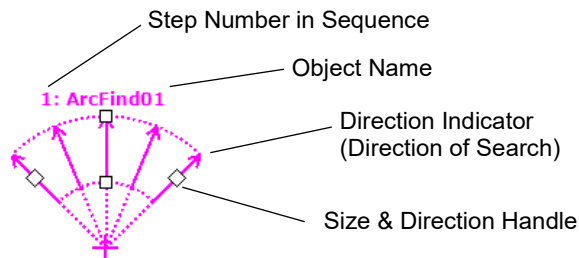 Step Number in Sequence
Object Name
1: ArcFind01
Direction Indicator
(Direction of Search)
Size & Direction Handle